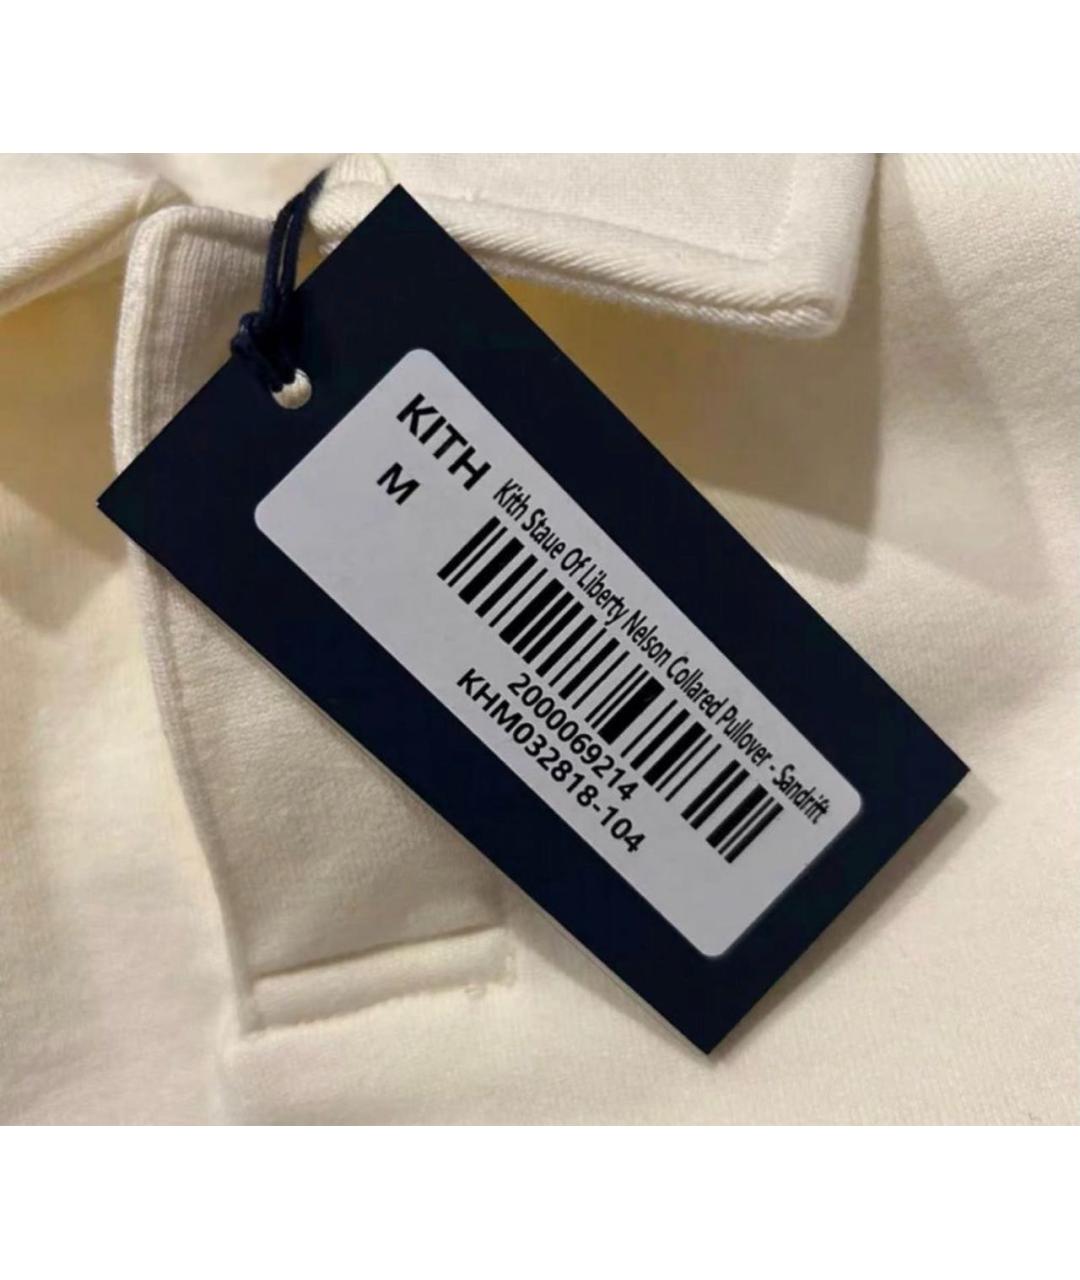 KITH
M
Kith Staue Of Liberty Nelson Collared Pullover - Sandrift
2000069214
KHM032818-104